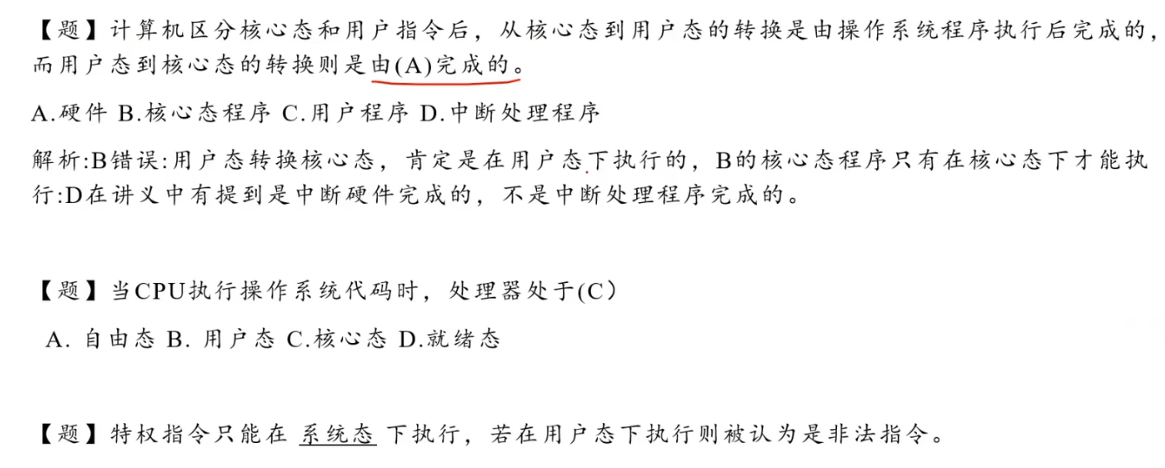 【题】计算机区分核心态和用户指令后，从核心态到用户态的转换是由操作系统程序执行后完成的，
而用户态到核心态的转换则是由(A)完成的。
A.硬件 B.核心态程序 C.用户程序 D.中断处理程序
解析:B错误:用户态转换核心态，肯定是在用户态下执行的，B的核心态程序只有在核心态下才能执
行:D在讲义中有提到是中断硬件完成的，不是中断处理程序完成的。
【题】当CPU执行操作系统代码时，处理器处于(C）
A. 自由态 B. 用户态 C.核心态 D.就绪态
【题】特权指令只能在 系统态 下执行，若在用户态下执行则被认为是非法指令。